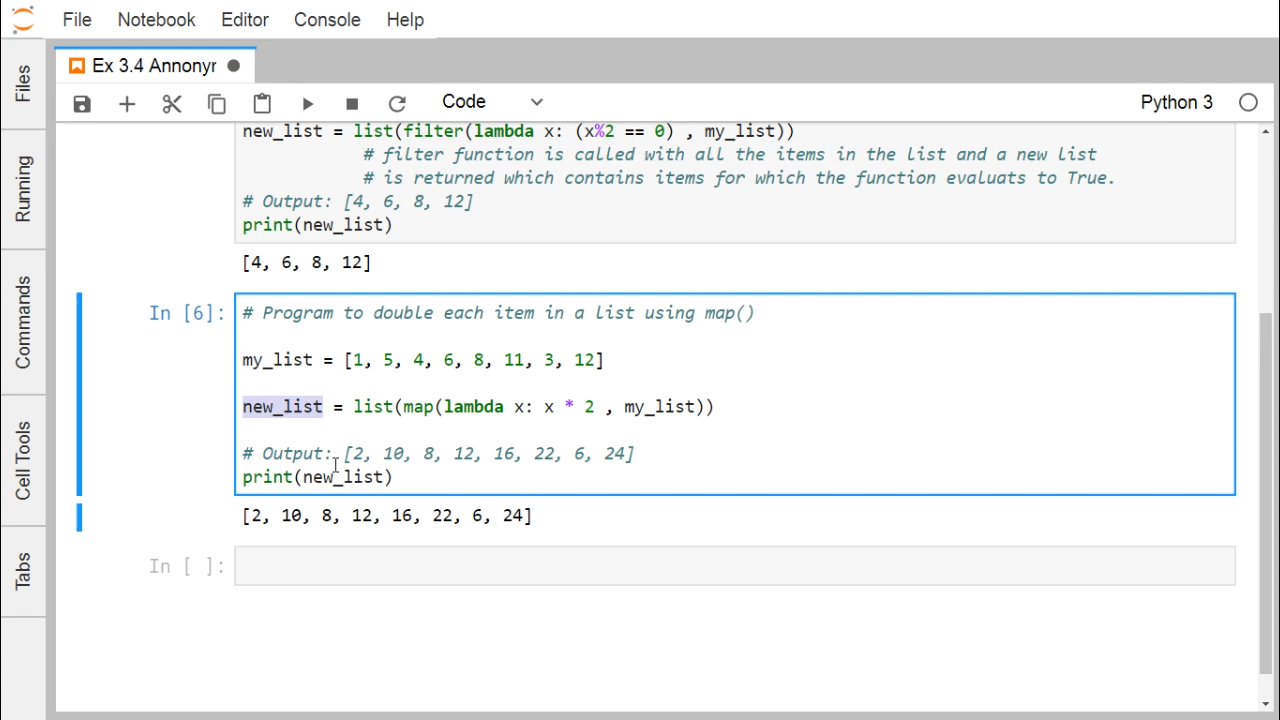 File Notebook Editor Console Help
Files
Running
Commands
Cell Tools
Tabs
Ex 3.4 Annonyr
Code
Python 3
new_list = list(filter(lambda x: (x%2 == 0) , my_list))
# filter function is called with all the items in the list and a new list
# is returned which contains items for which the function evaluats to True.
# Output: [4, 6, 8, 12]
print(new_list)
[4, 6, 8, 12]
In [6]:
# Program to double each item in a list using map()
my_list = [1, 5, 4, 6, 8, 11, 3, 12]
new_list = list(map(lambda x: x * 2 , my_list))
# Output: [2, 10, 8, 12, 16, 22, 6, 24]
print(new_list)
[2, 10, 8, 12, 16, 22, 6, 24]
In [ ]: